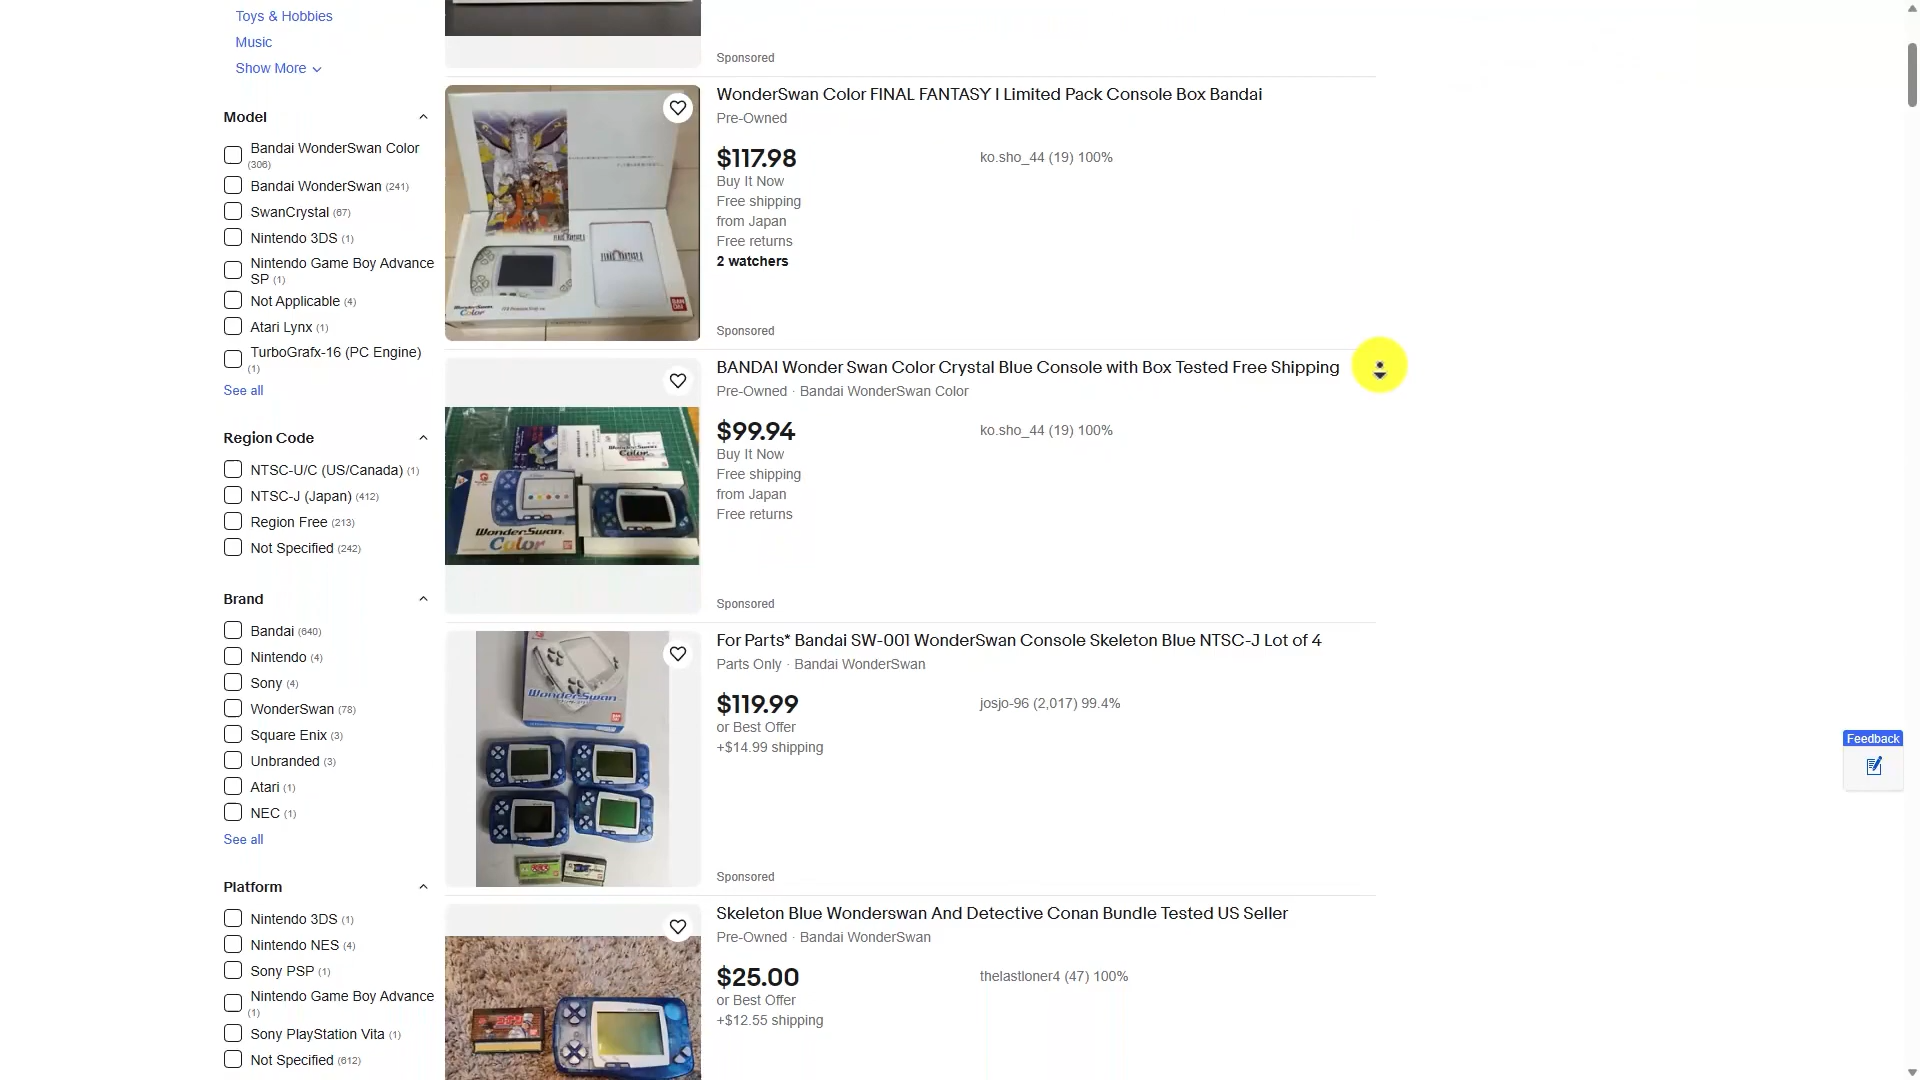 Toys & Hobbies
Music
Show More
Model
Bandai WonderSwan Color
(306)
Bandai WonderSwan (241)
SwanCrystal (67)
Nintendo 3DS (1)
Nintendo Game Boy Advance
SP (1)
Not Applicable (4)
Atari Lynx (1)
TurboGrafx-16 (PC Engine)
(1)
See all
Region Code
NTSC-U/C (US/Canada) (1)
NTSC-J (Japan) (412)
Region Free (213)
Not Specified (242)
Brand
Bandai (640)
Nintendo (4)
Sony (4)
WonderSwan (78)
Square Enix (3)
Unbranded (3)
Atari (1)
NEC (1)
See all
Platform
Nintendo 3DS (1)
Nintendo NES (4)
Sony PSP (1)
Nintendo Game Boy Advance
(1)
Sony PlayStation Vita (1)
Not Specified (612)
Sponsored
WonderSwan Color FINAL FANTASY I Limited Pack Console Box Bandai
Pre-Owned
$117.98
ko.sho_44 (19) 100%
Buy It Now
Free shipping
from Japan
Free returns
2 watchers
Sponsored
FINAL FANTASY
WonderSwan
Color
BANDAI
BANDAI Wonder Swan Color Crystal Blue Console with Box Tested Free Shipping
Pre-Owned · Bandai WonderSwan Color
$99.94
ko.sho_44 (19) 100%
Buy It Now
Free shipping
from Japan
Free returns
Sponsored
WonderSwan
Color
For Parts* Bandai SW-001 WonderSwan Console Skeleton Blue NTSC-J Lot of 4
Parts Only · Bandai WonderSwan
$119.99
josjo-96 (2,017) 99.4%
or Best Offer
+$14.99 shipping
Sponsored
WonderSwan
Skeleton Blue Wonderswan And Detective Conan Bundle Tested US Seller
Pre-Owned · Bandai WonderSwan
$25.00
thelastloner4 (47) 100%
or Best Offer
+$12.55 shipping
Feedback